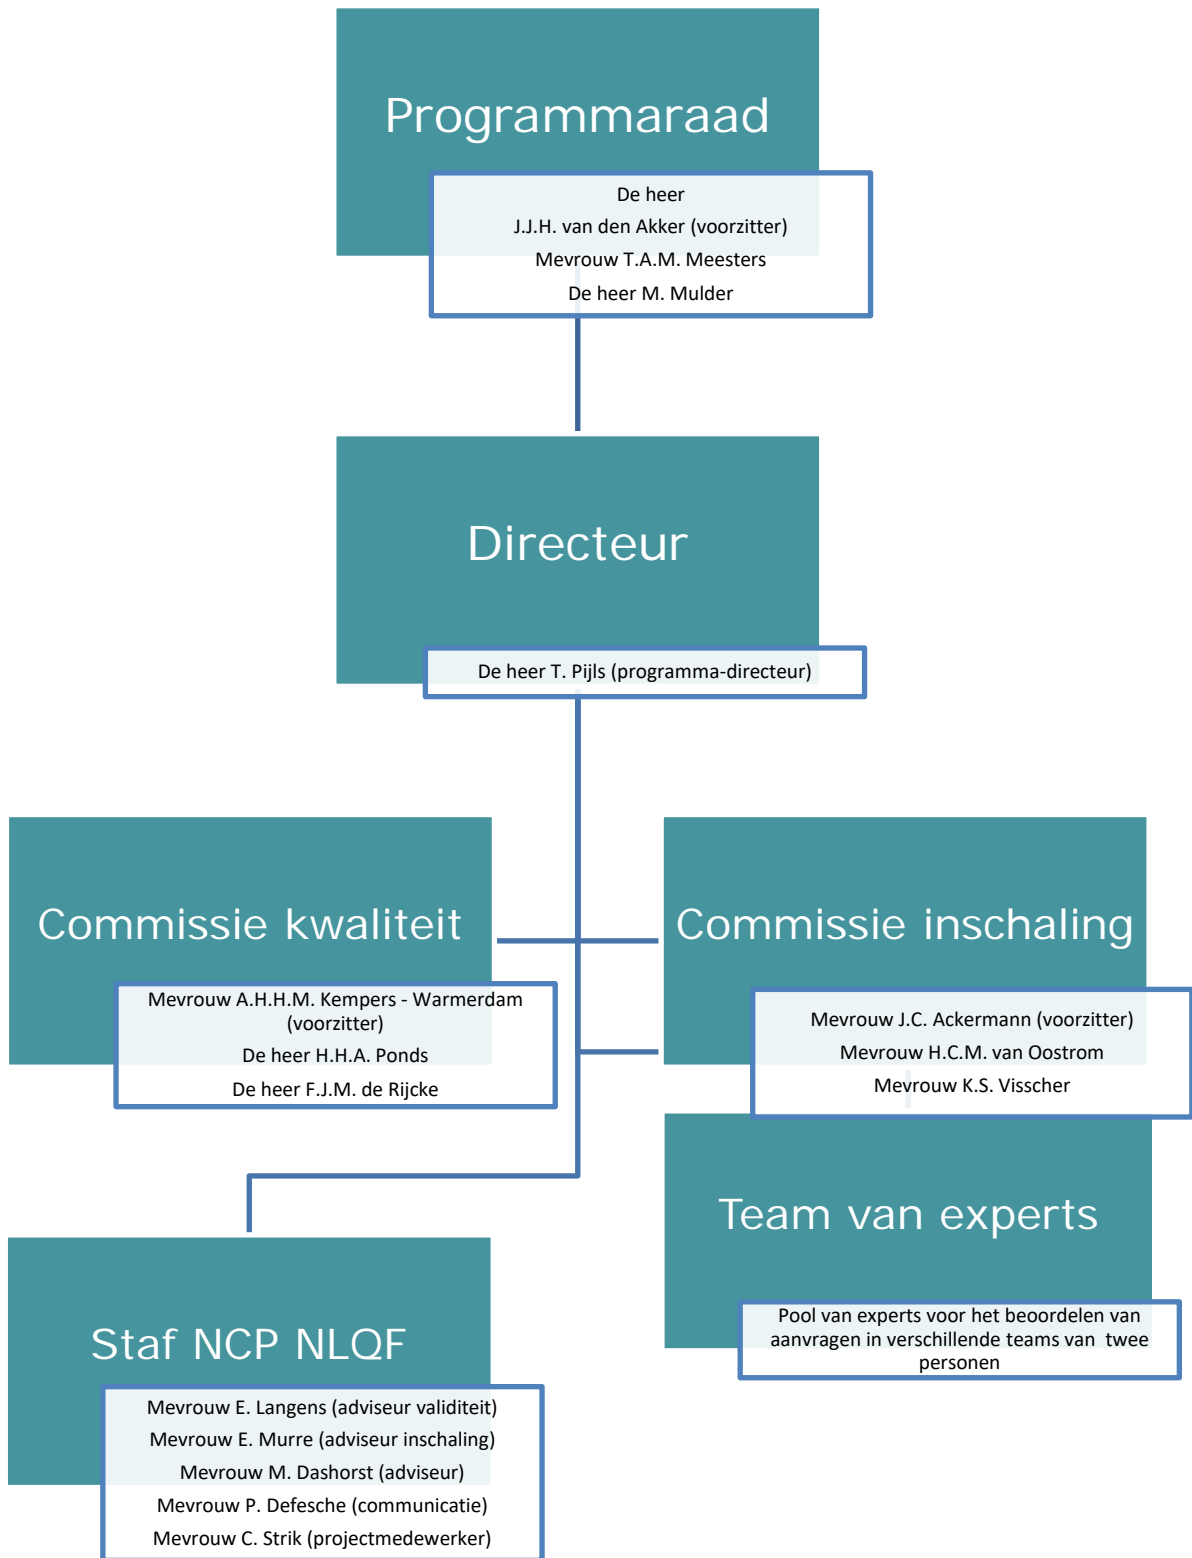 Programmaraad
De heer
J.J.H. van den Akker (voorzitter)
Mevrouw T.A.M. Meesters
De heer M. Mulder
Directeur
De heer T. Pijls (programma-directeur)
Commissie kwaliteit
Mevrouw A.H.H.M. Kempers - Warmerdam
(voorzitter)
De heer H.H.A. Ponds
De heer F.J.M. de Rijcke
Commissie inschaling
Mevrouw J.C. Ackermann (voorzitter)
Mevrouw H.C.M. van Oostrom
Mevrouw K.S. Visscher
Team van experts
Pool van experts voor het beoordelen van
aanvragen in verschillende teams van twee
personen
Staf NCP NLQF
Mevrouw E. Langens (adviseur validiteit)
Mevrouw E. Murre (adviseur inschaling)
Mevrouw M. Dashorst (adviseur)
Mevrouw P. Defesche (communicatie)
Mevrouw C. Strik (projectmedewerker)